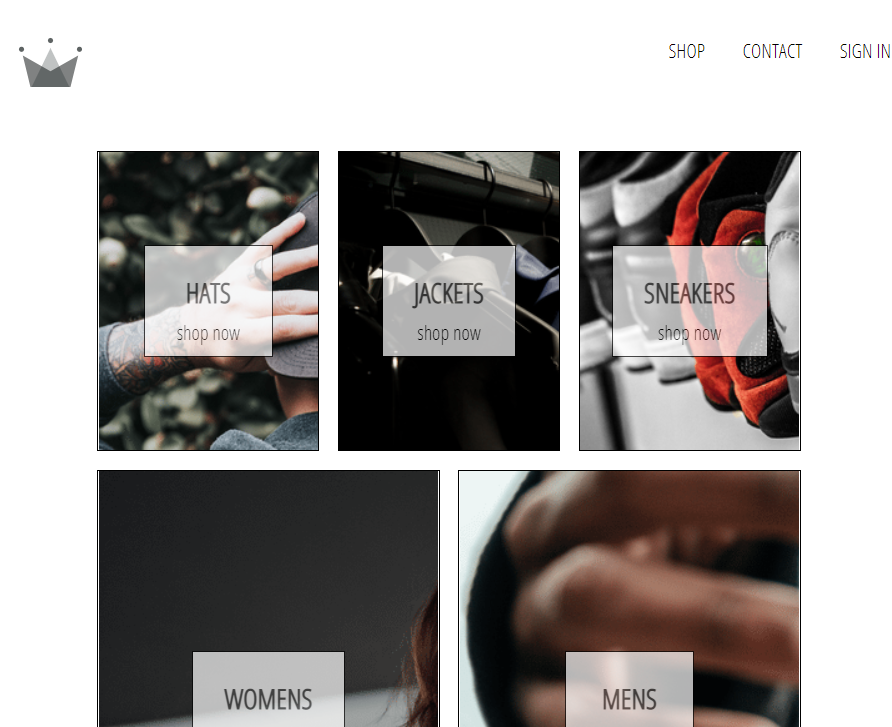 SHOP CONTACT SIGN IN
HATS
shop now
JACKETS
shop now
SNEAKERS
shop now
WOMENS
MENS